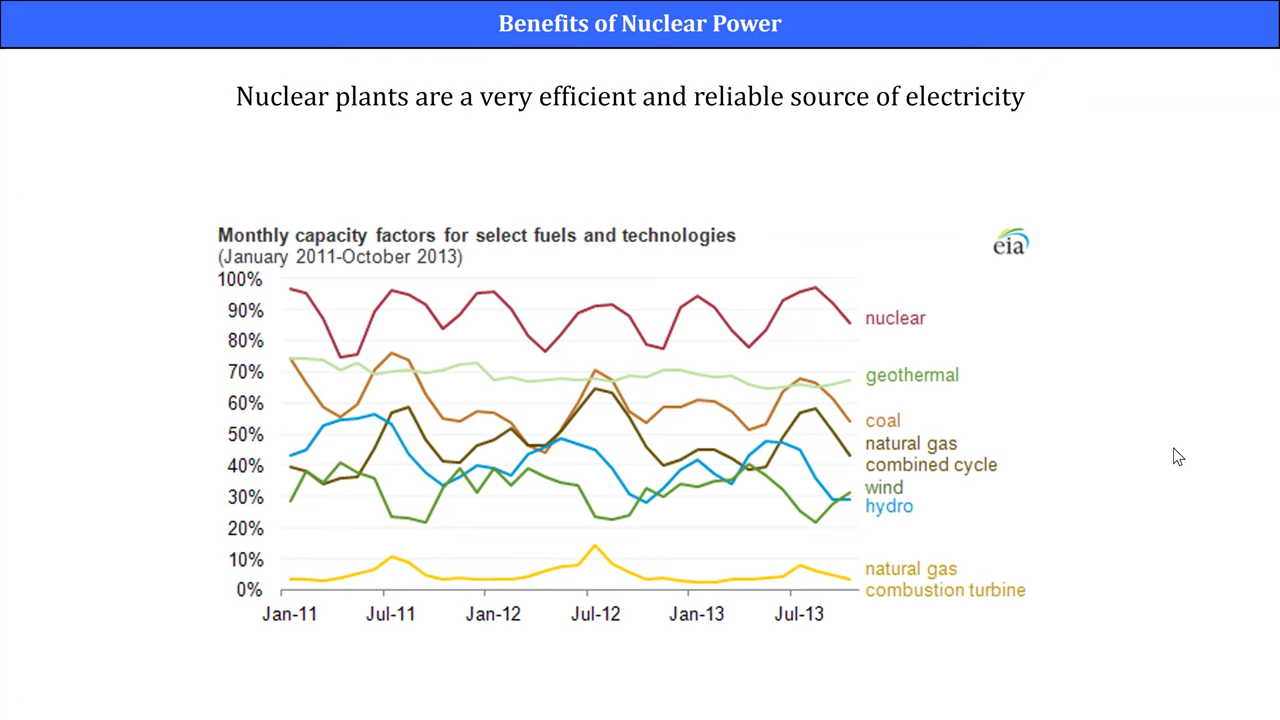 Benefits of Nuclear Power
Nuclear plants are a very efficient and reliable source of electricity
Monthly capacity factors for select fuels and technologies
(January 2011-October 2013)
eia
100%
90%
80%
70%
60%
50%
40%
30%
20%
10%
0%
Jan-11 Jul-11 Jan-12 Jul-12 Jan-13 Jul-13
nuclear
geothermal
coal
natural gas
combined cycle
wind
hydro
natural gas
combustion turbine